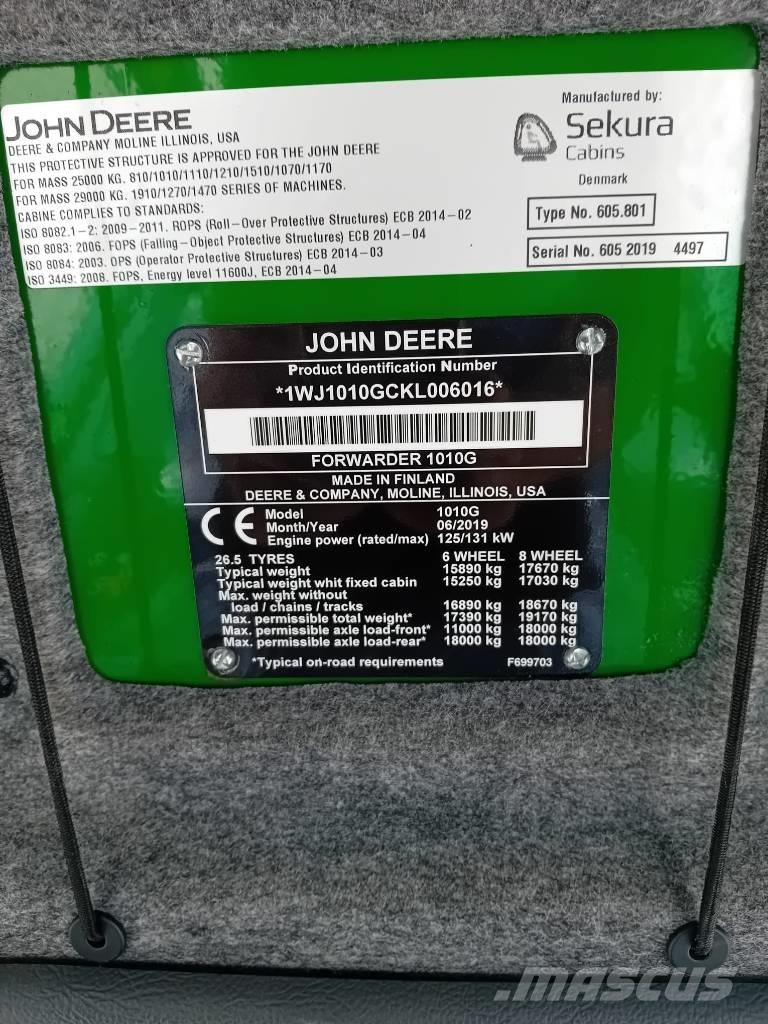 JOHN DEERE
DEERE & COMPANY MOLINE ILLINOIS, USA
THIS PROTECTIVE STRUCTURE IS APPROVED FOR THE JOHN DEERE
FOR MASS 25000 KG. 810/1010/1110/1210/1510/1070/1170
FOR MASS 29000 KG. 1910/1270/1470 SERIES OF MACHINES.
CABINE COMPLIES TO STANDARDS:
ISO 8082.1-2: 2009-2011. ROPS (Roll-Over Protective Structures) ECB 2014-02
ISO 8083: 2006. FOPS (Falling-Object Protective Structures) ECB 2014-04
ISO 8084: 2003. OPS (Operator Protective Structures) ECB 2014-03
ISO 3449: 2008. FOPS, Energy level 11600J, ECB 2014-04
Manufactured by:
Sekura
Cabins
Denmark
Type No. 605.801
Serial No. 605 2019 4497
JOHN DEERE
Product Identification Number
*1WJ1010GCKL006016*
FORWARDER 1010G
MADE IN FINLAND
DEERE & COMPANY, MOLINE, ILLINOIS, USA
CE
Model 1010G
Month/Year 06/2019
Engine power (rated/max) 125/131 kW
26.5 TYRES 6 WHEEL 8 WHEEL
Typical weight 15890 kg 17670 kg
Typical weight whit fixed cabin 15250 kg 17030 kg
Max. weight without
load / chains / tracks 16890 kg 18670 kg
Max. permissible total weight* 17390 kg 19170 kg
Max. permissible axle load-front* 11000 kg 18000 kg
Max. permissible axle load-rear* 18000 kg 18000 kg
*Typical on-road requirements F699703
MASCUS